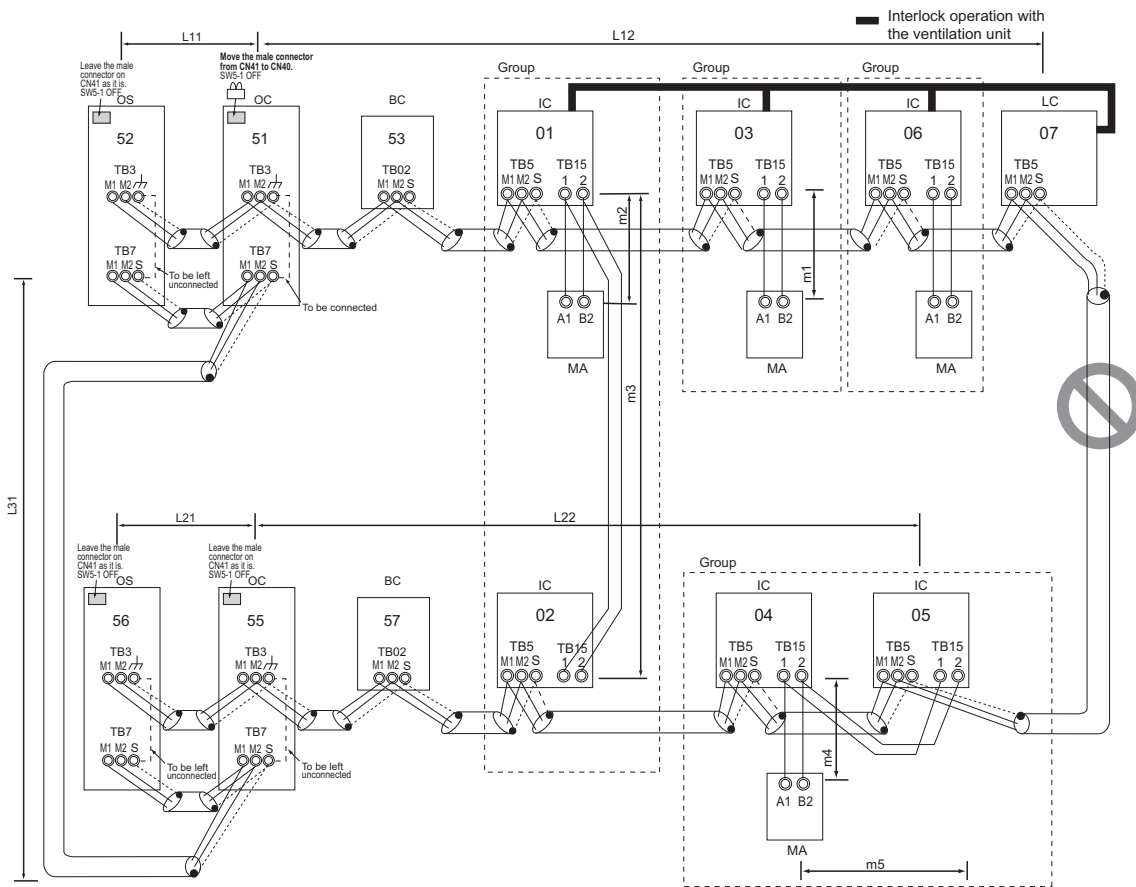 Interlock operation with
the ventilation unit
L11
L12
Leave the male
connector on
CN41 as it is.
SW5-1 OFF
Move the male connector
from CN41 to CN40.
SW5-1 OFF
Group
Group
Group
OS
OC
BC
IC
IC
IC
LC
52
51
53
01
03
06
07
TB3
TB3
TB02
TB5
TB15
TB5
TB15
TB5
TB15
TB5
M1 M2
M1 M2
M1 M2 S
M1 M2 S
1 2
M1 M2 S
1 2
M1 M2 S
1 2
M1 M2 S
m2
m1
TB7
TB7
M1 M2 S
M1 M2 S
To be left
unconnected
To be connected
A1 B2
A1 B2
A1 B2
MA
MA
MA
m3
L31
L21
L22
Leave the male
connector on
CN41 as it is.
SW5-1 OFF
Leave the male
connector on
CN41 as it is.
SW5-1 OFF
Group
OS
OC
BC
IC
IC
IC
56
55
57
02
04
05
TB3
TB3
TB02
TB5
TB15
TB5
TB15
TB5
TB15
M1 M2
M1 M2
M1 M2 S
M1 M2 S
1 2
M1 M2 S
1 2
M1 M2 S
1 2
TB7
TB7
M1 M2 S
M1 M2 S
To be left
unconnected
To be left
unconnected
m4
A1 B2
MA
m5